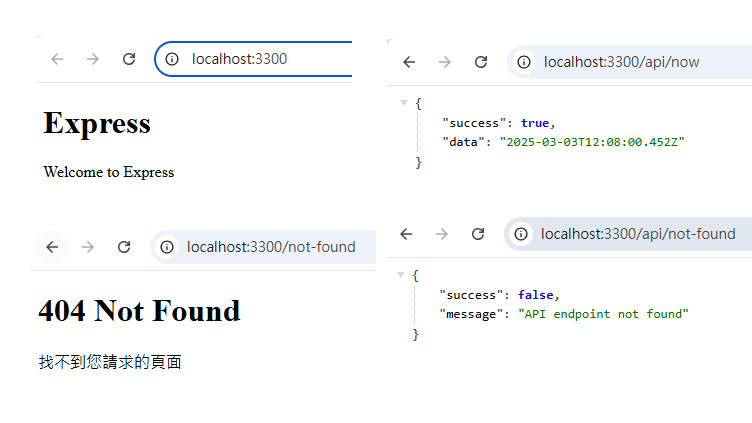 localhost:3300
Express
Welcome to Express
localhost:3300/api/now
{
"success": true,
"data": "2025-03-03T12:08:00.452Z"
}
localhost:3300/not-found
404 Not Found
找不到您請求的頁面
localhost:3300/api/not-found
{
"success": false,
"message": "API endpoint not found"
}